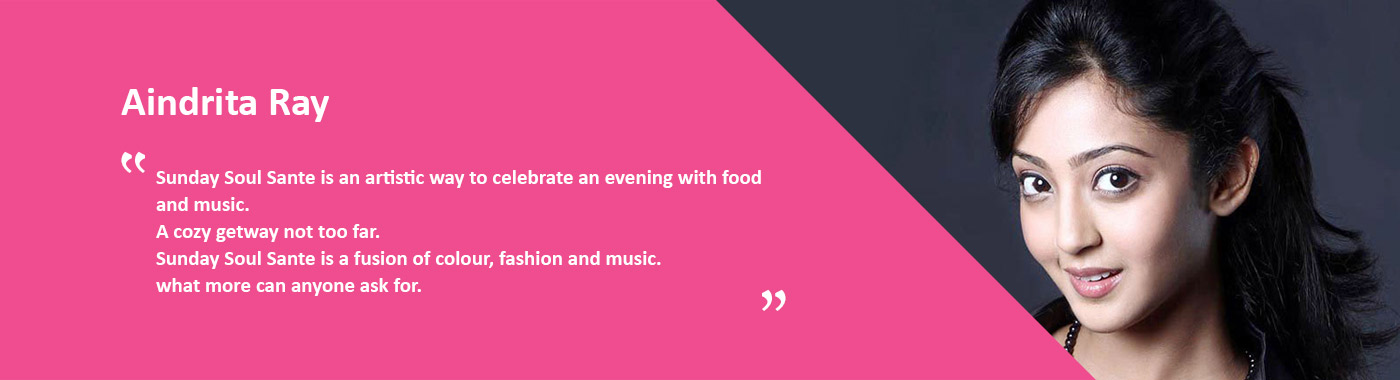 Aindrita Ray
“
Sunday Soul Sante is an artistic way to celebrate an evening with food
and music.
A cozy getway not too far.
Sunday Soul Sante is a fusion of colour, fashion and music.
what more can anyone ask for.
”